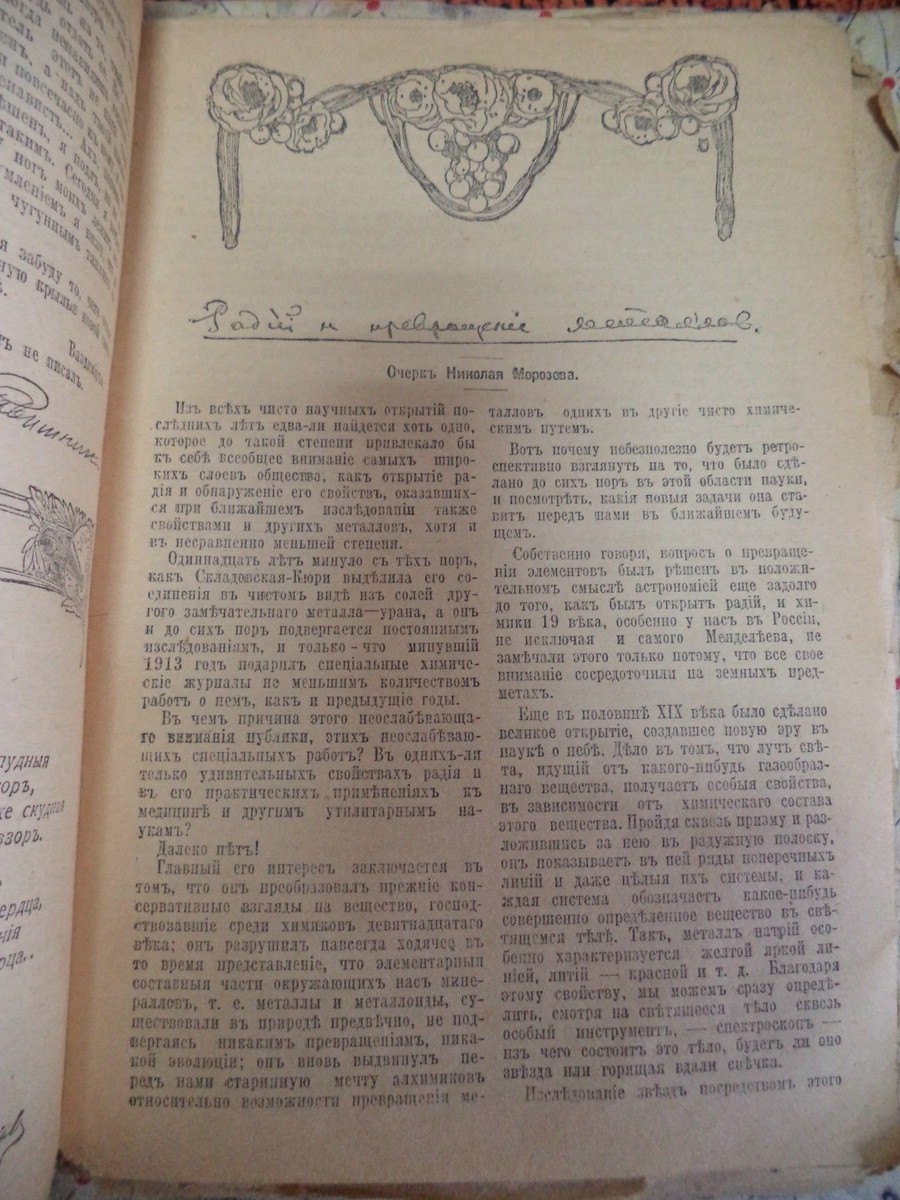 Радій и превращеніе металлов.
Очеркъ Николая Морозова.
Изъ всѣхъ чисто научныхъ открытій по-
слѣднихъ лѣтъ едва-ли найдется хоть одно,
которое до такой степени привлекало бы
къ себѣ всеобщее вниманіе самыхъ широ-
кихъ слоевъ общества, какъ открытіе ра-
дія и обнаруженіе его свойствъ, оказавших-
ся при ближайшемъ изслѣдованіи также
свойствами и другихъ металловъ, хотя и
въ несравненно меньшей степени.
Одиннадцать лѣтъ минуло съ тѣхъ поръ,
какъ Складовская-Кюри выдѣлила его со-
единенія въ чистомъ видѣ изъ солей дру-
гого замѣчательнаго металла—урана, а онъ
и до сихъ поръ подвергается постояннымъ
изслѣдованіямъ, и только-что минувшій
1913 годъ подарилъ спеціальные химиче-
скіе журналы не меньшимъ количествомъ
работъ о немъ, какъ и предыдущіе годы.
Въ чемъ причина этого неослабѣвающа-
го вниманія публики, этихъ неослабѣваю-
щихъ спеціальныхъ работъ? Въ однихъ-ли
только удивительныхъ свойствахъ радія и
въ его практическихъ примѣненіяхъ къ
медицинѣ и другимъ утилитарнымъ на-
укамъ?
Далеко нѣтъ!
Главный его интересъ заключается въ
томъ, что онъ преобразовалъ прежніе кон-
сервативные взгляды на вещество, господ-
ствовавшіе среди химиковъ девятнадцатаго
вѣка; онъ разрушилъ навсегда ходячее въ
то время представленіе, что элементарныя
составныя части окружающихъ насъ мине-
ралловъ, т. е. металлы и металлоиды, су-
ществовали въ природѣ предвѣчно, не под-
вергаясь никакимъ превращеніямъ, ника-
кой эволюціи; онъ вновь выдвинулъ пе-
редъ нами старинную мечту алхимиковъ
относительно возможности превращенія ме-
талловъ однихъ въ другіе чисто химиче-
скимъ путемъ.
Вотъ почему небезполезно будетъ ретро-
спективно взглянуть на то, что было сдѣ-
лано до сихъ поръ въ этой области науки,
и посмотрѣть, какія новыя задачи она ста-
витъ передъ нами въ ближайшемъ буду-
щемъ.
Собственно говоря, вопросъ о превраще-
ніи элементовъ былъ рѣшенъ въ положи-
тельномъ смыслѣ астрономіей еще задолго
до того, какъ былъ открытъ радій, и хи-
мики 19 вѣка, особенно у насъ въ Россіи,
не исключая и самого Менделѣева, не
замѣчали этого только потому, что все свое
вниманіе сосредоточили на земныхъ пред-
метахъ.
Еще въ половинѣ XIX вѣка было сдѣлано
великое открытіе, создавшее новую эру въ
наукѣ о небѣ. Дѣло въ томъ, что лучъ свѣ-
та, идущій отъ какого-нибудь газообраз-
наго вещества, получаетъ особыя свойства,
въ зависимости отъ химическаго состава
этого вещества. Пройдя сквозь призму и раз-
ложившись за нею въ радужную полоску,
онъ показываетъ въ ней ряды поперечныхъ
линій и даже цѣлыя ихъ системы, и ка-
ждая система обозначаетъ какое-нибудь
совершенно опредѣленное вещество въ свѣ-
тящемся тѣлѣ. Такъ, металлъ натрій осо-
бенно характеризуется желтой яркой ли-
ніей, литій — красной и т. д. Благодаря
этому свойству, мы можемъ сразу опредѣ-
лить, смотря на свѣтящееся тѣло сквозь
особый инструментъ, — спектроскопъ —
изъ чего состоитъ это тѣло, будетъ ли оно
звѣзда или горящая вдали свѣчка.
Изслѣдованіе звѣздъ посредствомъ этого